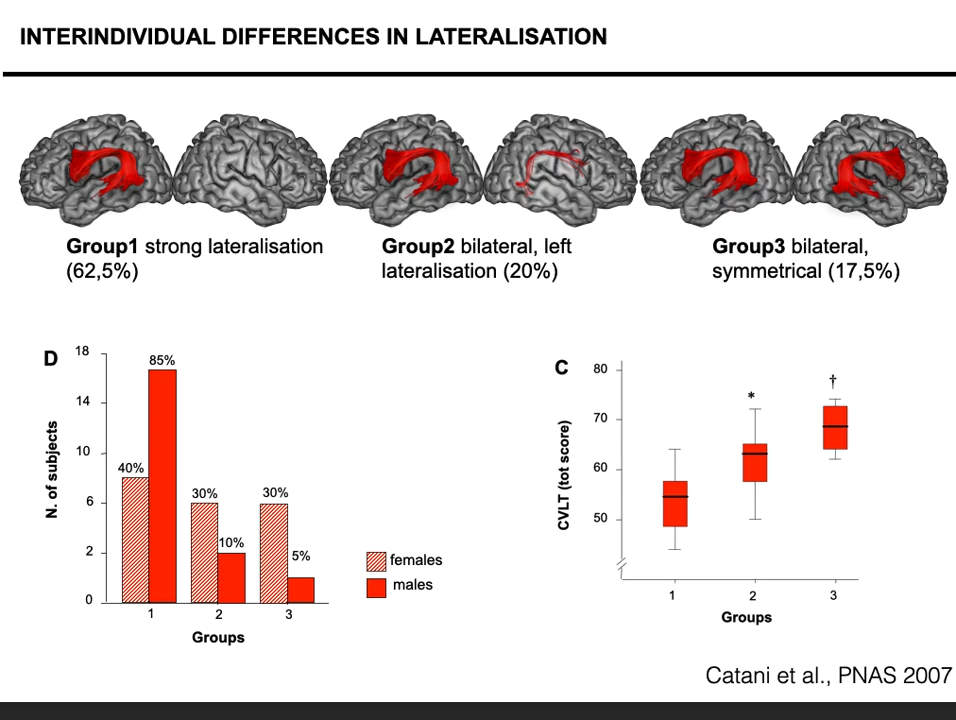 INTERINDIVIDUAL DIFFERENCES IN LATERALISATION
Group1 strong lateralisation
(62,5%)
Group2 bilateral, left
lateralisation (20%)
Group3 bilateral,
symmetrical (17,5%)
D
18
14
10
6
2
0
N. of subjects
85%
40%
30%
10%
30%
5%
1
2
3
Groups
females
males
C
80
70
60
50
CVLT (tot score)
*
†
1
2
3
Groups
Catani et al., PNAS 2007